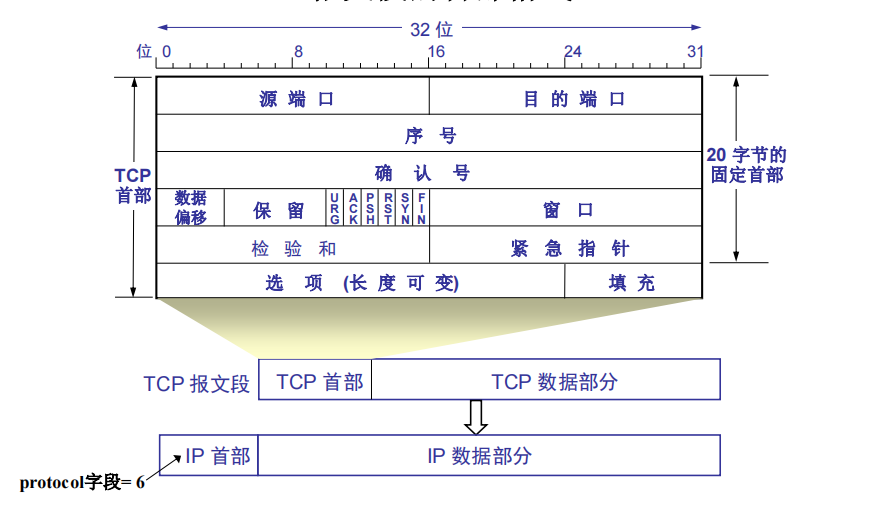 32 位
位 0 8 16 24 31
源 端 口 目 的 端 口
序 号
TCP
首部
确 认 号
20 字节的
固定首部
数据
偏移
保 留
URG
ACK
PSH
RST
SYN
FIN
窗 口
检 验 和 紧 急 指 针
选 项 (长 度 可 变) 填 充
TCP 报文段 TCP 首部 TCP 数据部分
IP 首部 IP 数据部分
protocol字段= 6